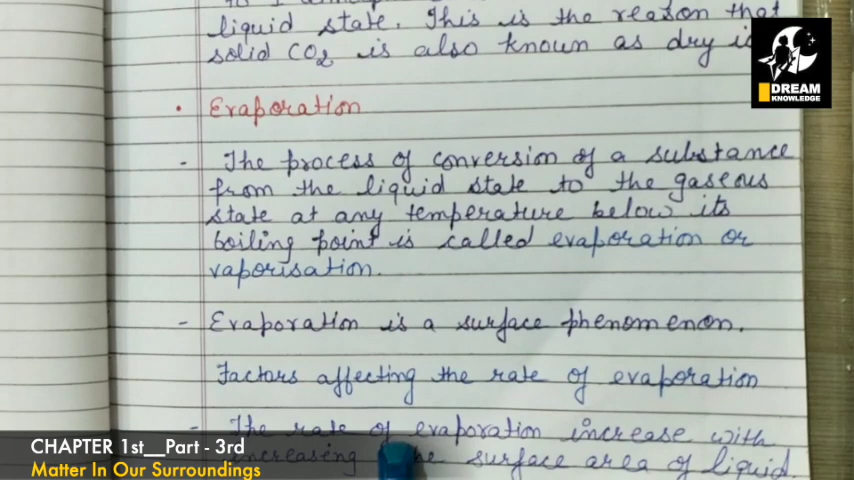 liquid state. This is the reason that
solid CO2 is also known as dry
DREAM
KNOWLEDGE
• Evaporation
- The process of conversion of a substance
from the liquid state to the gaseous
state at any temperature below its
boiling point is called evaporation or
vaporisation.
- Evaporation is a surface phenomenon.
Factors affecting the rate of evaporation
- The rate of evaporation increase with
increasing the surface area of liquid.
CHAPTER 1st__Part - 3rd
Matter In Our Surroundings